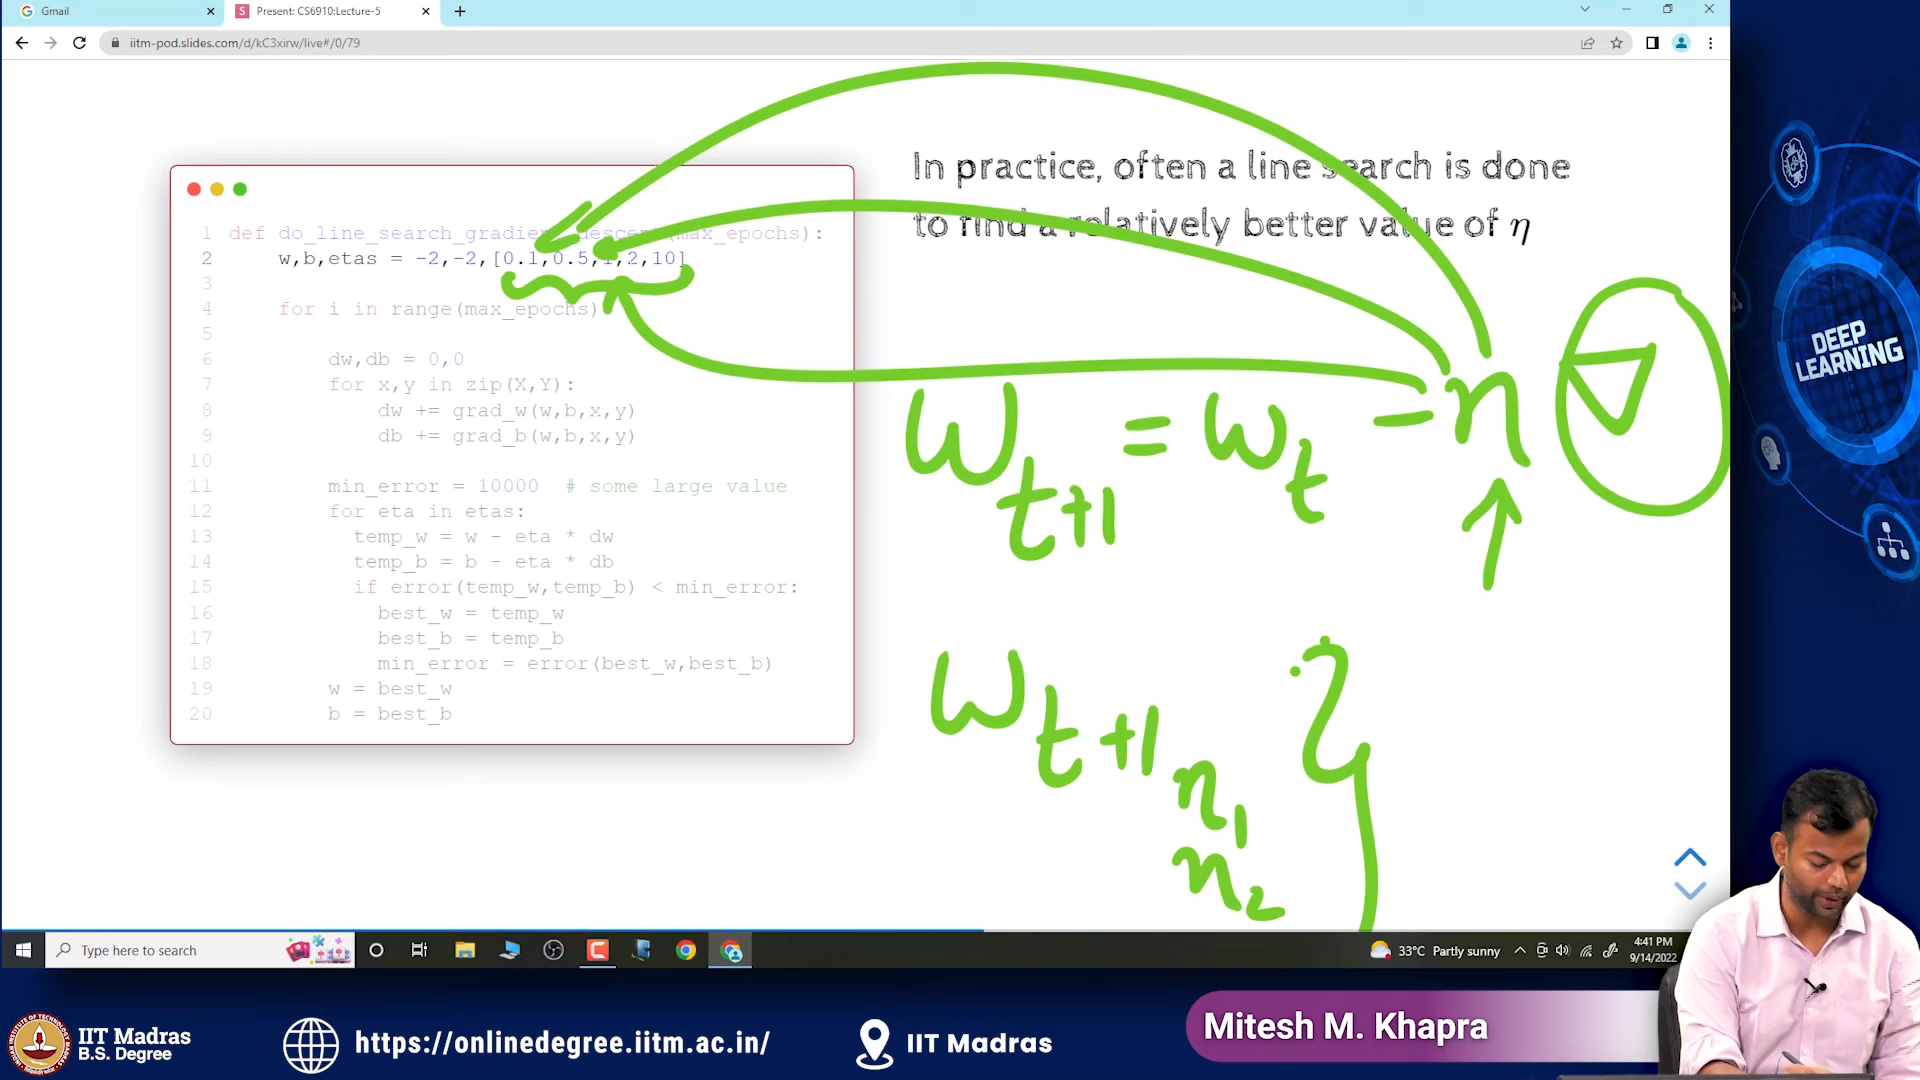 Gmail
Present: CS6910:Lecture-5
iitm-pod.slides.com/d/kC3xirw/live#/0/79
In practice, often a line search is done
to find a relatively better value of η
1 def do_line_search_gradient_descent(max_epochs):
2 w,b,etas = -2,-2,[0.1,0.5,1,2,10]
3
4 for i in range(max_epochs)
5
6 dw,db = 0,0
7 for x,y in zip(X,Y):
8 dw += grad_w(w,b,x,y)
9 db += grad_b(w,b,x,y)
10
11 min_error = 10000 # some large value
12 for eta in etas:
13 temp_w = w - eta * dw
14 temp_b = b - eta * db
15 if error(temp_w,temp_b) < min_error:
16 best_w = temp_w
17 best_b = temp_b
18 min_error = error(best_w,best_b)
19 w = best_w
20 b = best_b
W t+1 = W t - η ∇
W t+1 η1
η2
DEEP
LEARNING
Type here to search
33°C Partly sunny
4:41 PM
9/14/2022
IIT Madras
B.S. Degree
https://onlinedegree.iitm.ac.in/
IIT Madras
Mitesh M. Khapra